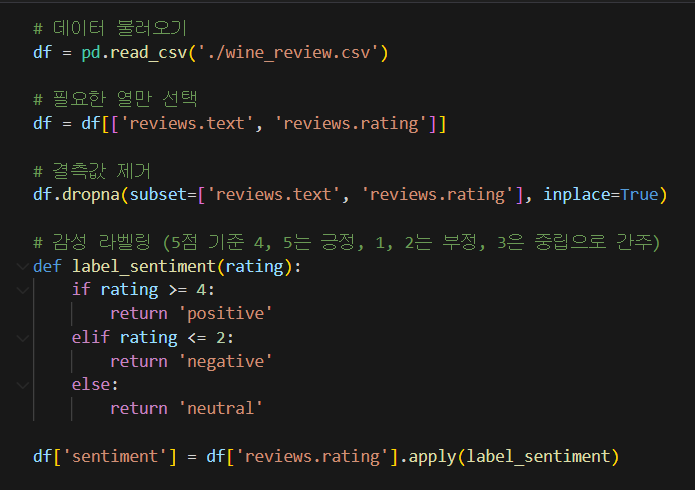 # 데이터 불러오기
df = pd.read_csv('./wine_review.csv')
# 필요한 열만 선택
df = df[['reviews.text', 'reviews.rating']]
# 결측값 제거
df.dropna(subset=['reviews.text', 'reviews.rating'], inplace=True)
# 감성 라벨링 (5점 기준 4, 5는 긍정, 1, 2는 부정, 3은 중립으로 간주)
def label_sentiment(rating):
    if rating >= 4:
        return 'positive'
    elif rating <= 2:
        return 'negative'
    else:
        return 'neutral'
df['sentiment'] = df['reviews.rating'].apply(label_sentiment)